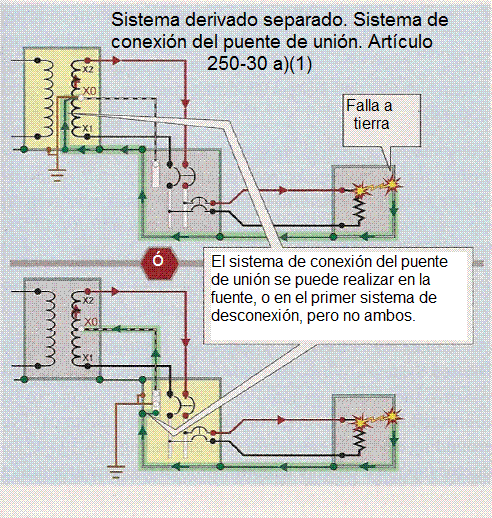 Sistema derivado separado. Sistema de
conexión del puente de unión. Artículo
250-30 a)(1)
X2
X0
X1
Falla a
tierra
Ó
El sistema de conexión del puente
de unión se puede realizar en la
fuente, o en el primer sistema de
desconexión, pero no ambos.
X2
X0
X1